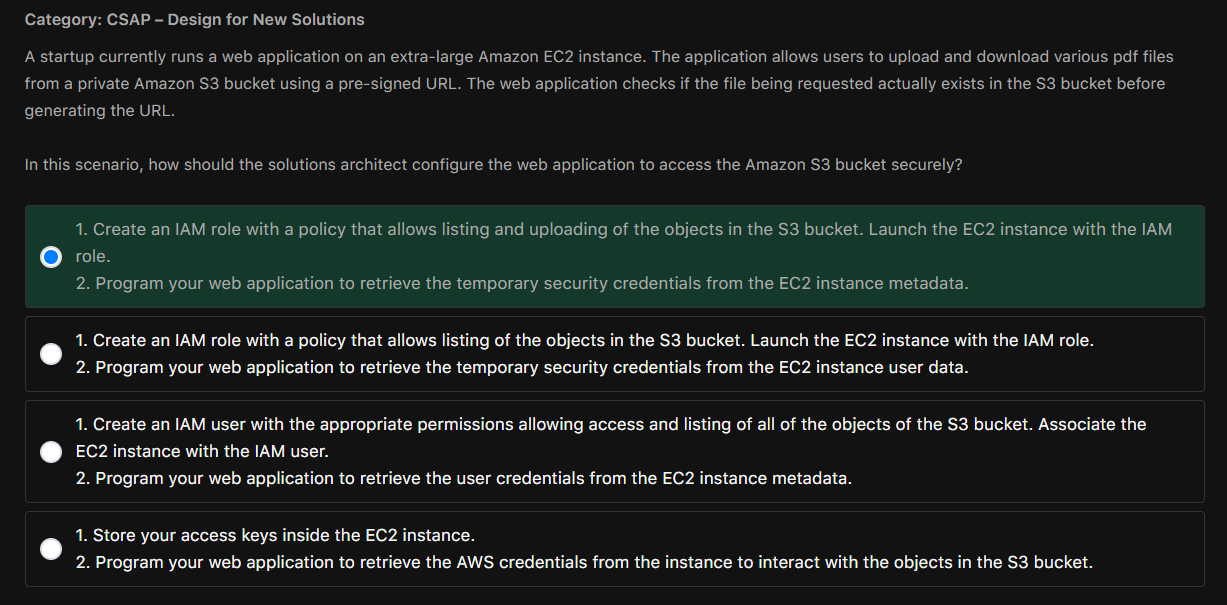 Category: CSAP – Design for New Solutions
A startup currently runs a web application on an extra-large Amazon EC2 instance. The application allows users to upload and download various pdf files
from a private Amazon S3 bucket using a pre-signed URL. The web application checks if the file being requested actually exists in the S3 bucket before
generating the URL.
In this scenario, how should the solutions architect configure the web application to access the Amazon S3 bucket securely?
1. Create an IAM role with a policy that allows listing and uploading of the objects in the S3 bucket. Launch the EC2 instance with the IAM
role.
2. Program your web application to retrieve the temporary security credentials from the EC2 instance metadata.
1. Create an IAM role with a policy that allows listing of the objects in the S3 bucket. Launch the EC2 instance with the IAM role.
2. Program your web application to retrieve the temporary security credentials from the EC2 instance user data.
1. Create an IAM user with the appropriate permissions allowing access and listing of all of the objects of the S3 bucket. Associate the
EC2 instance with the IAM user.
2. Program your web application to retrieve the user credentials from the EC2 instance metadata.
1. Store your access keys inside the EC2 instance.
2. Program your web application to retrieve the AWS credentials from the instance to interact with the objects in the S3 bucket.